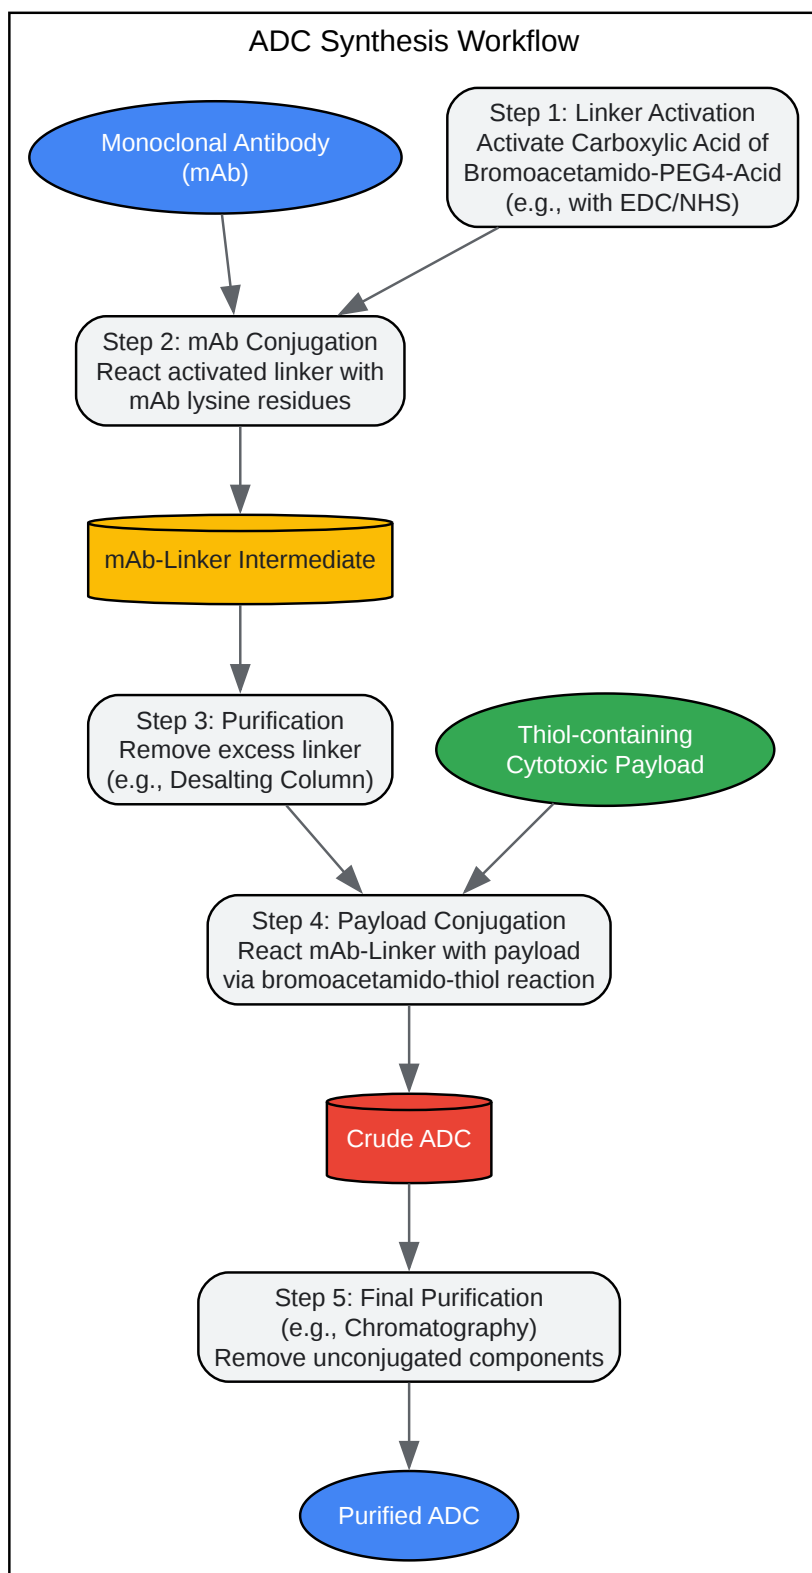 ADC Synthesis Workflow
Monoclonal Antibody
(mAb)
Step 1: Linker Activation
Activate Carboxylic Acid of
Bromoacetamido-PEG4-Acid
(e.g., with EDC/NHS)
Step 2: mAb Conjugation
React activated linker with
mAb lysine residues
mAb-Linker Intermediate
Step 3: Purification
Remove excess linker
(e.g., Desalting Column)
Thiol-containing
Cytotoxic Payload
Step 4: Payload Conjugation
React mAb-Linker with payload
via bromoacetamido-thiol reaction
Crude ADC
Step 5: Final Purification
(e.g., Chromatography)
Remove unconjugated components
Purified ADC